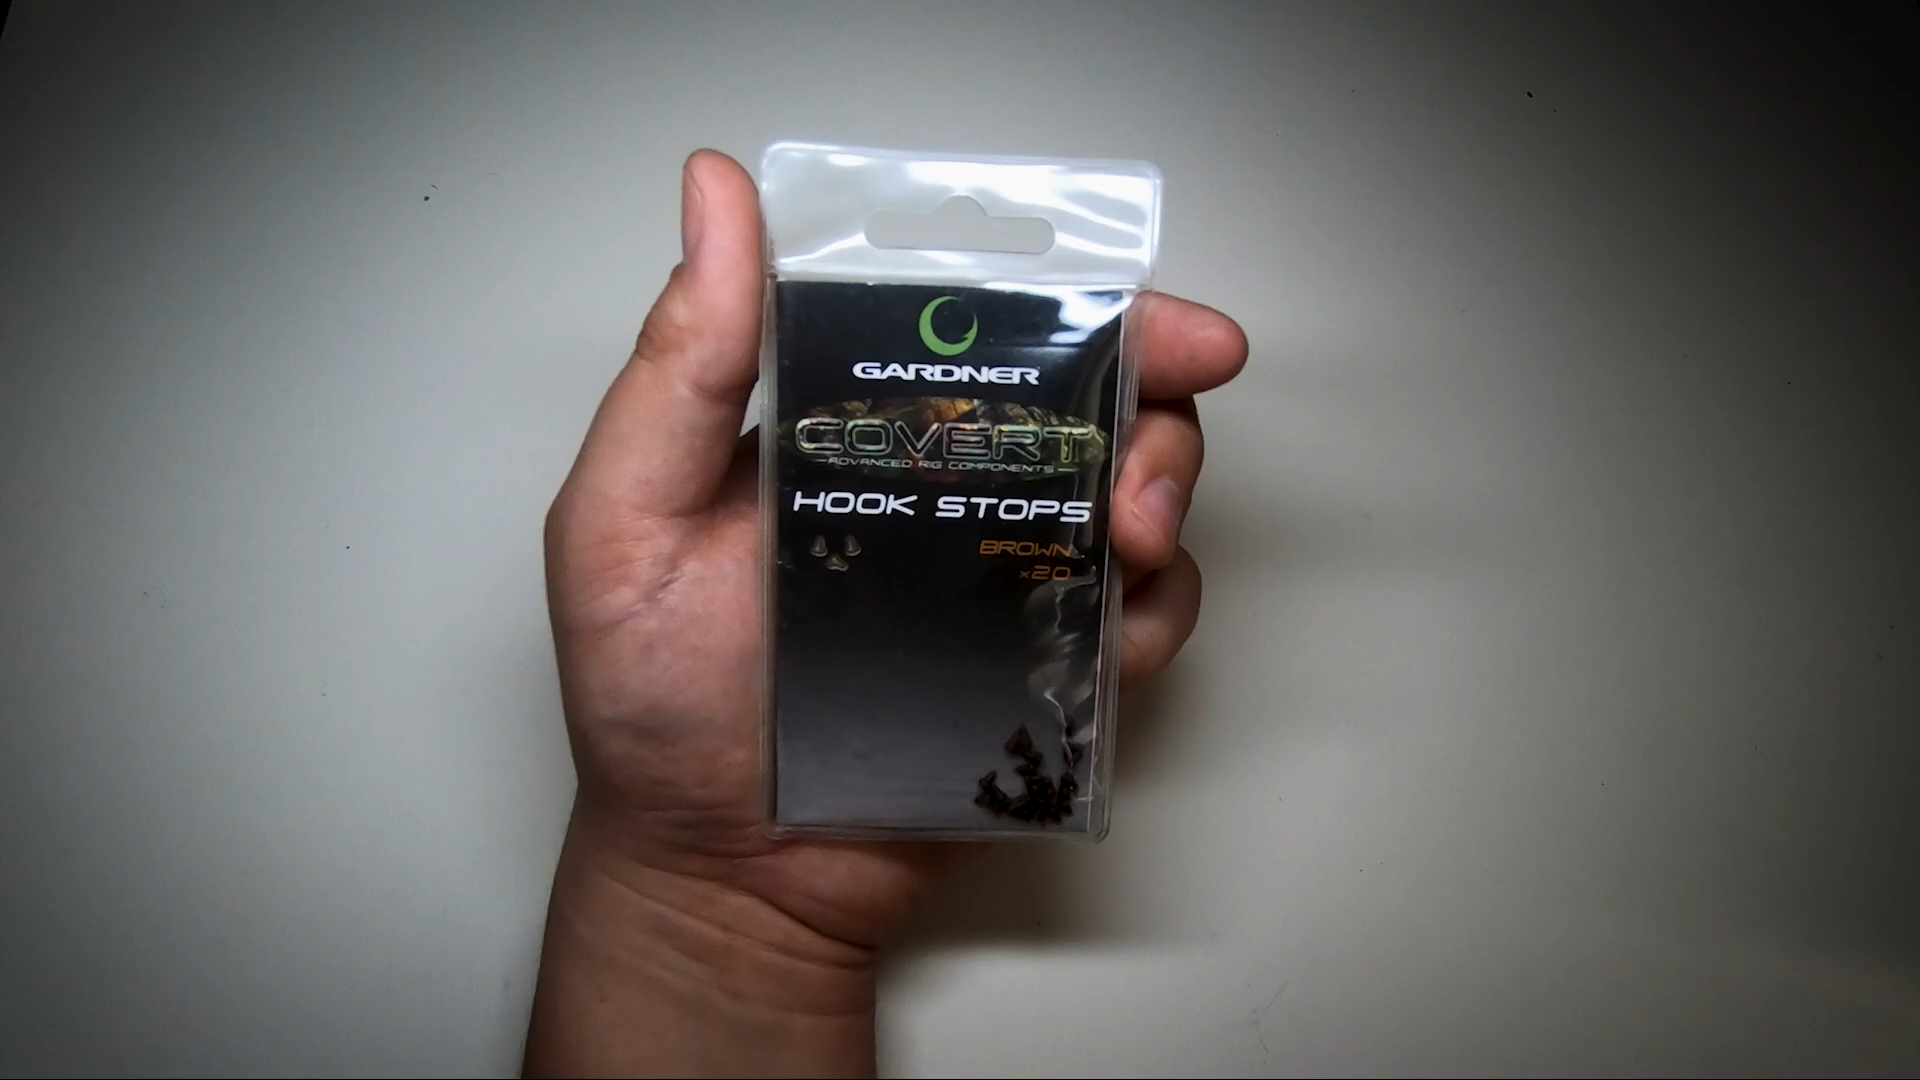 GARDNER
COVERT
ADVANCED RIG COMPONENTS
HOOK STOPS
BROWN
x20